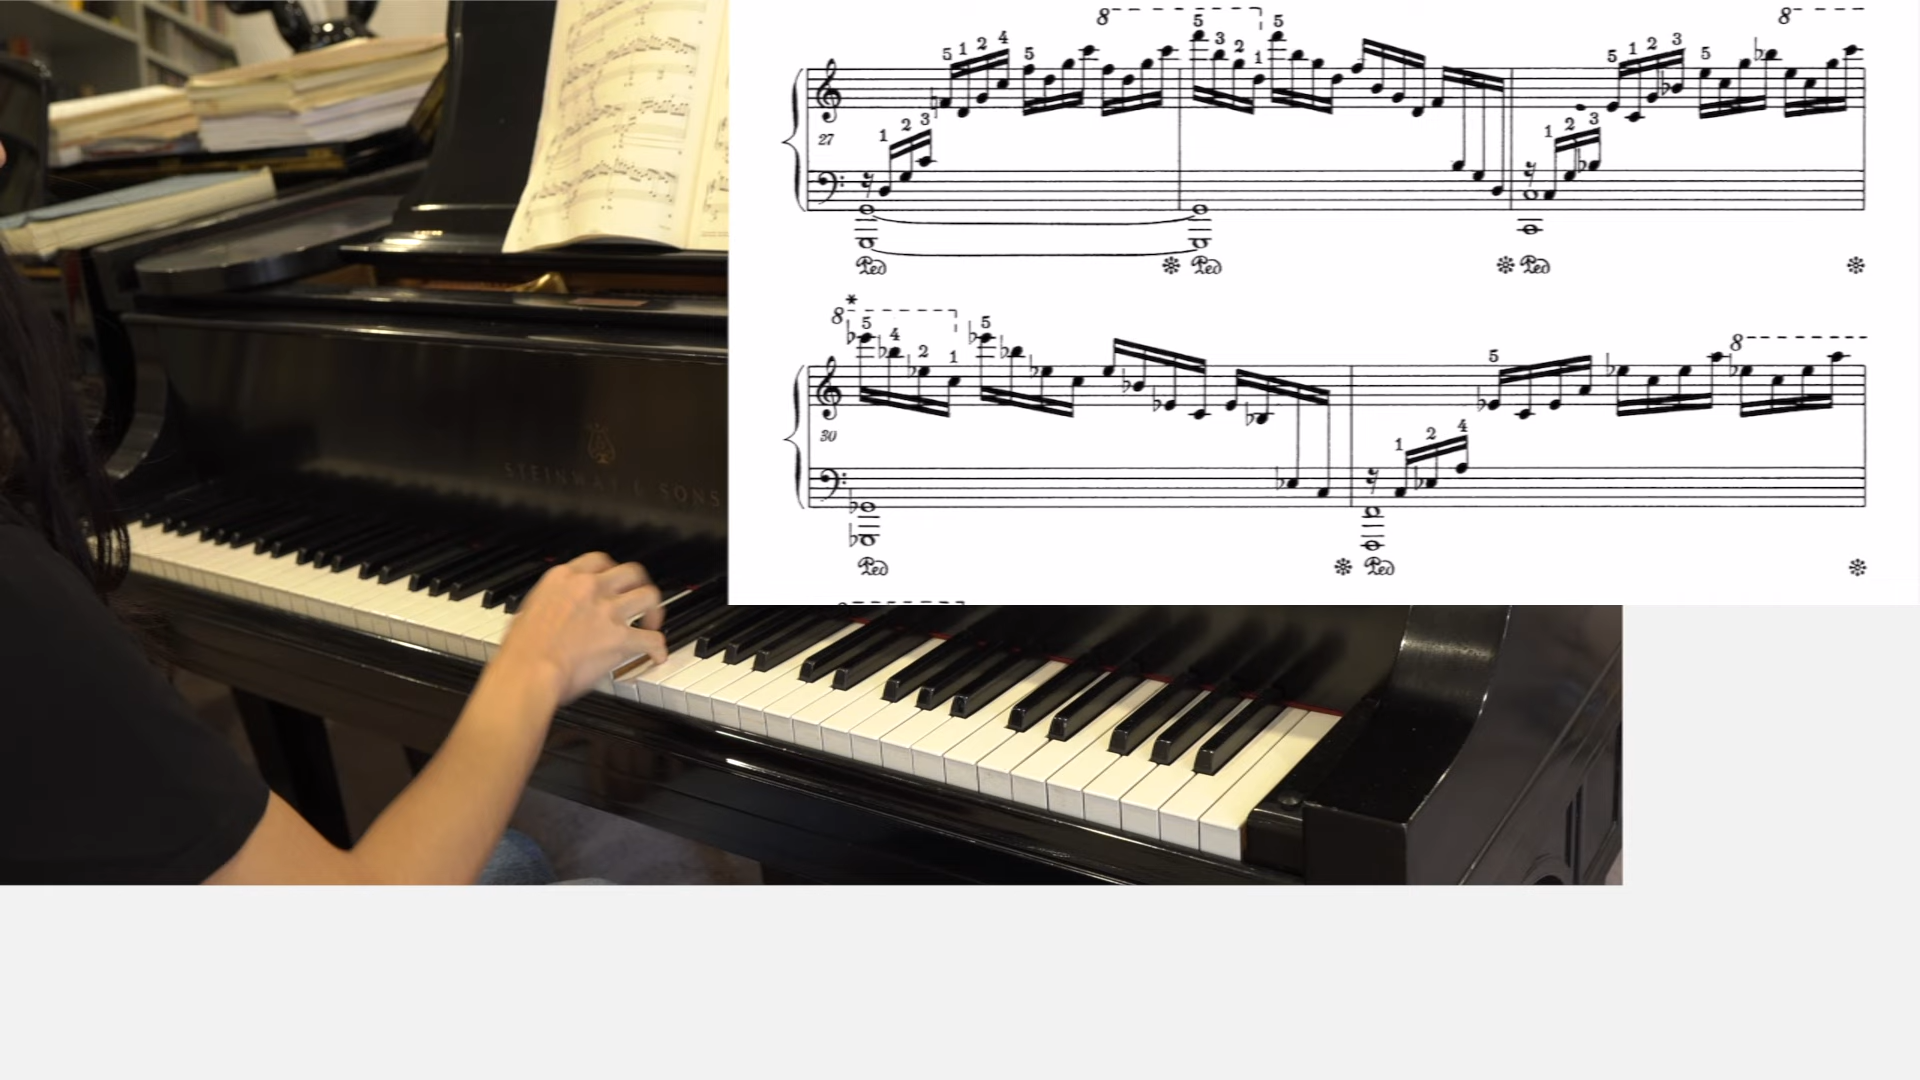 8
5 3 2 1 5
8
5 1 2 4 5
5 1 2 3 5
27
1 2 3
1 2 3
Ped * Ped * Ped *
*
8
5 4 2 1 5
5
8
30
1 2 4
Ped * Ped *
STEINWAY & SONS